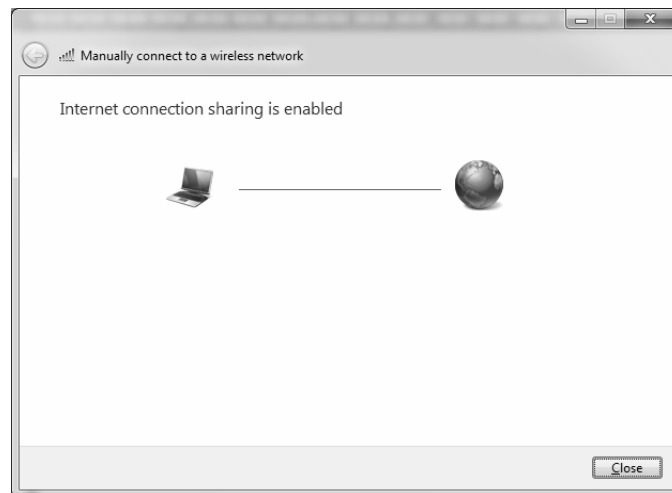 Manually connect to a wireless network
Internet connection sharing is enabled
Close